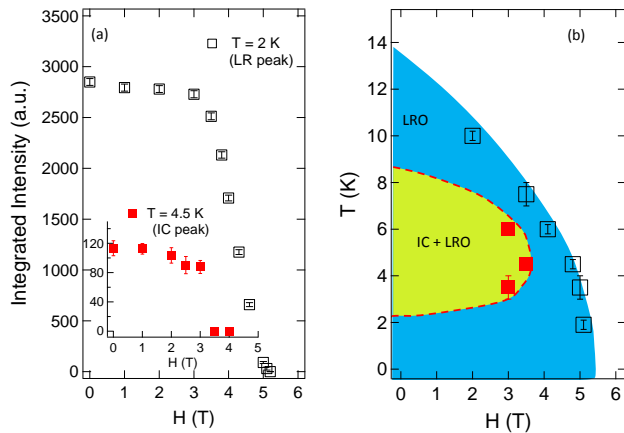 (a)
T = 2 K
(LR peak)
Integrated Intensity (a.u.)
3500
3000
2500
2000
1500
1000
500
0
0 1 2 3 4 5 6
H (T)
T = 4.5 K
(IC peak)
120
80
40
0
0 1 2 3 4 5
H (T)
(b)
T (K)
14
12
10
8
6
4
2
0
LRO
IC + LRO
0 1 2 3 4 5 6
H (T)